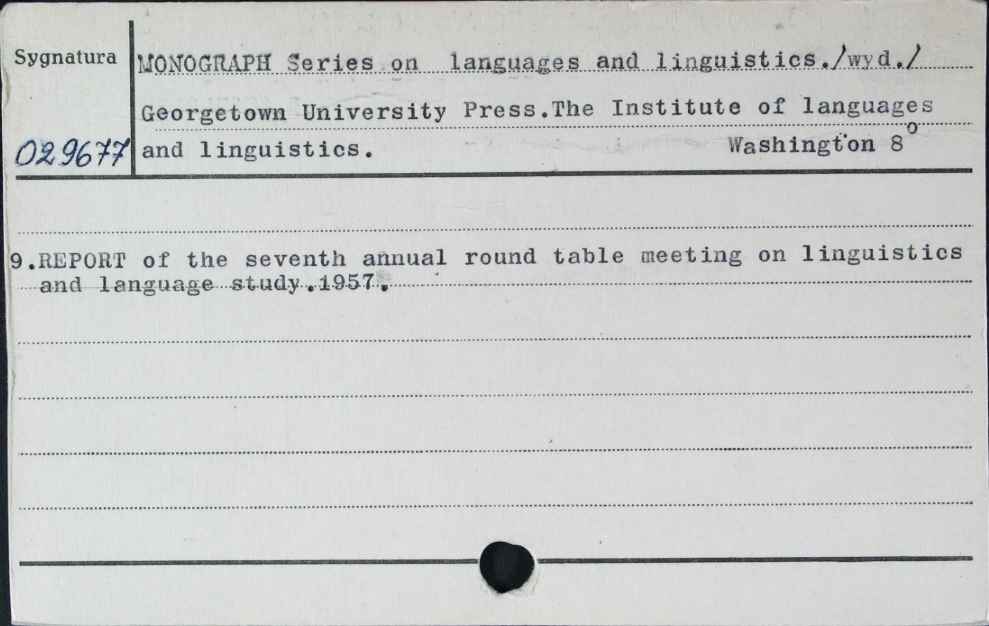 Sygnatura
MONOGRAPH Series on languages and linguistics./wyd./
Georgetown University Press.The Institute of languages
029677
and linguistics. Washington 8°
9.REPORT of the seventh annual round table meeting on linguistics
and language study.1957.